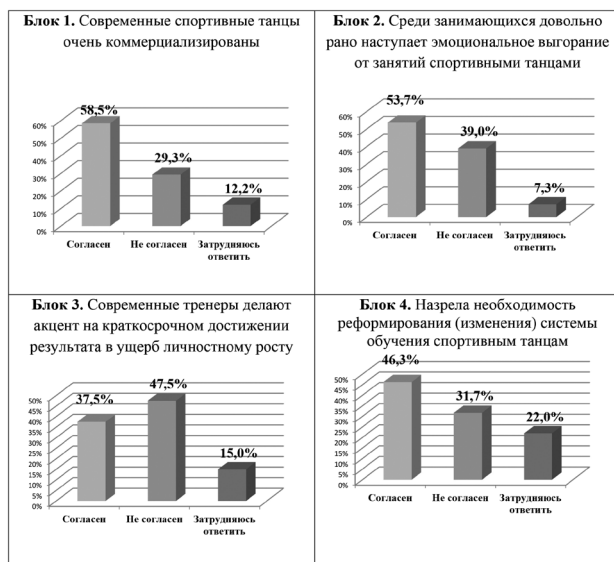 Блок 1. Современные спортивные танцы
очень коммерциализированы
58,5%
29,3%
12,2%
60%
50%
40%
30%
20%
10%
0%
Согласен
Не согласен
Затрудняюсь
ответить
Блок 2. Среди занимающихся довольно
рано наступает эмоциональное выгорание
от занятий спортивными танцами
53,7%
39,0%
7,3%
60%
50%
40%
30%
20%
10%
0%
Согласен
Не согласен
Затрудняюсь
ответить
Блок 3. Современные тренеры делают
акцент на краткосрочном достижении
результата в ущерб личностному росту
37,5%
47,5%
15,0%
50%
45%
40%
35%
30%
25%
20%
15%
10%
5%
0%
Согласен
Не согласен
Затрудняюсь
ответить
Блок 4. Назрела необходимость
реформирования (изменения) системы
обучения спортивным танцам
46,3%
31,7%
22,0%
50%
45%
40%
35%
30%
25%
20%
15%
10%
5%
0%
Согласен
Не согласен
Затрудняюсь
ответить